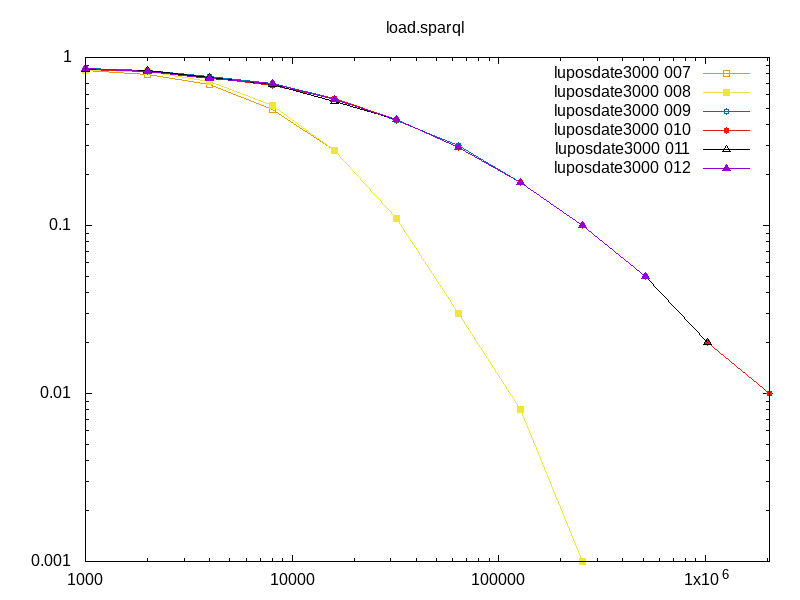 load.sparql
1
0.1
0.01
0.001
1000
10000
100000
1x10^6
luposdate3000 007
luposdate3000 008
luposdate3000 009
luposdate3000 010
luposdate3000 011
luposdate3000 012